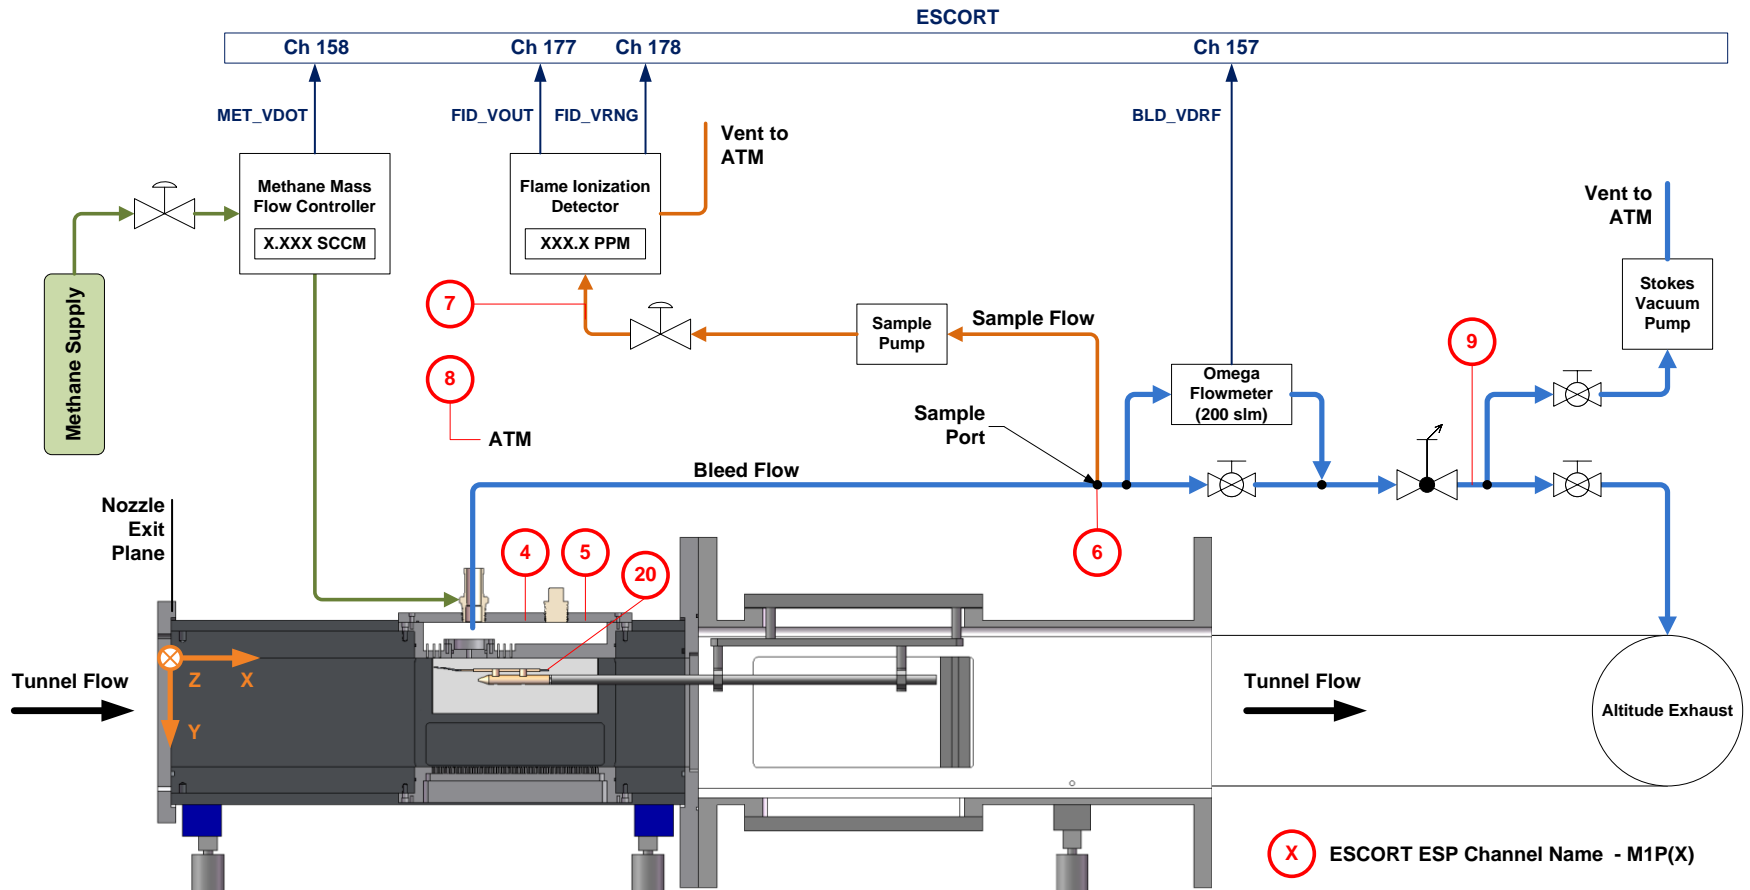 ESCORT
Ch 158
Ch 177
Ch 178
Ch 157
MET_VDOT
FID_VOUT
FID_VRNG
BLD_VDRF
Vent to
ATM
Methane Mass
Flow Controller
X.XXX SCCM
Flame Ionization
Detector
XXX.X PPM
Vent to
ATM
Methane Supply
7
Sample
Pump
Sample Flow
Stokes
Vacuum
Pump
9
8
ATM
Omega
Flowmeter
(200 slm)
Sample
Port
Bleed Flow
Nozzle
Exit
Plane
4
5
20
6
Z
X
Y
Tunnel Flow
Tunnel Flow
Altitude Exhaust
X
ESCORT ESP Channel Name - M1P(X)